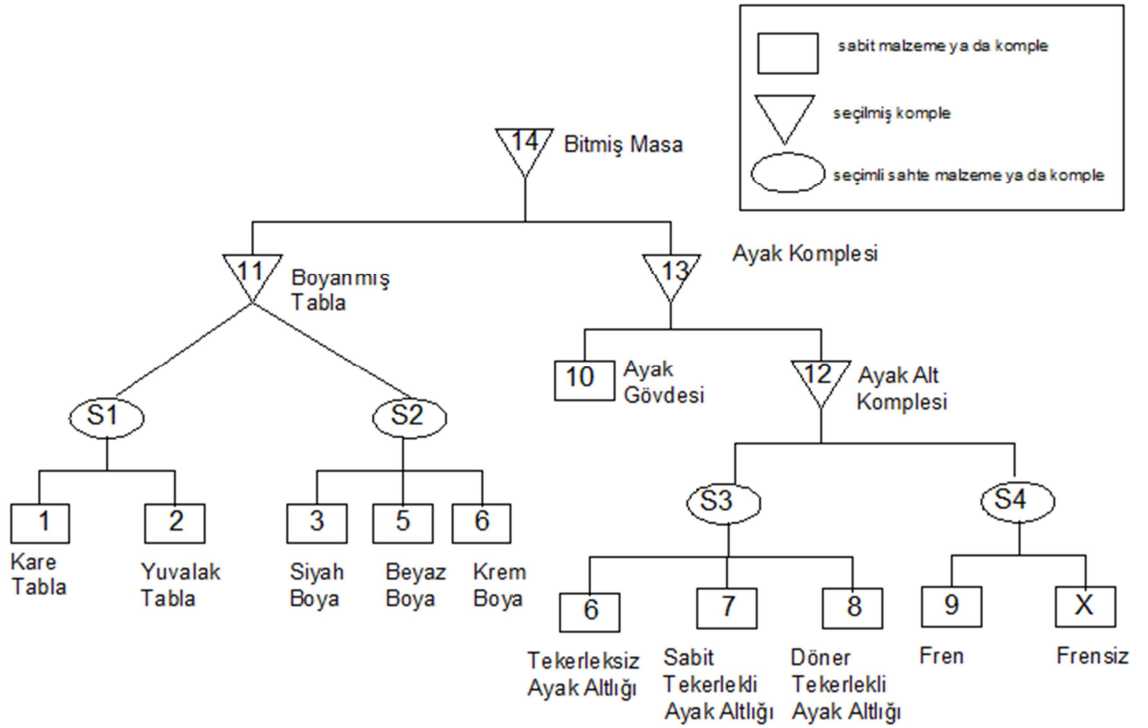 sabit malzeme ya da komple
seçilmiş komple
seçimli sahte malzeme ya da komple
14 Bitmiş Masa
11 Boyanmış
Tabla
13 Ayak Komplesi
10 Ayak
Gövdesi
12 Ayak Alt
Komplesi
S1
S2
S3
S4
1
Kare
Tabla
2
Yuvalak
Tabla
3
Siyah
Boya
5
Beyaz
Boya
6
Krem
Boya
6
Tekerleksiz
Ayak Altlığı
7
Sabit
Tekerlekli
Ayak Altlığı
8
Döner
Tekerlekli
Ayak Altlığı
9
Fren
X
Frensiz